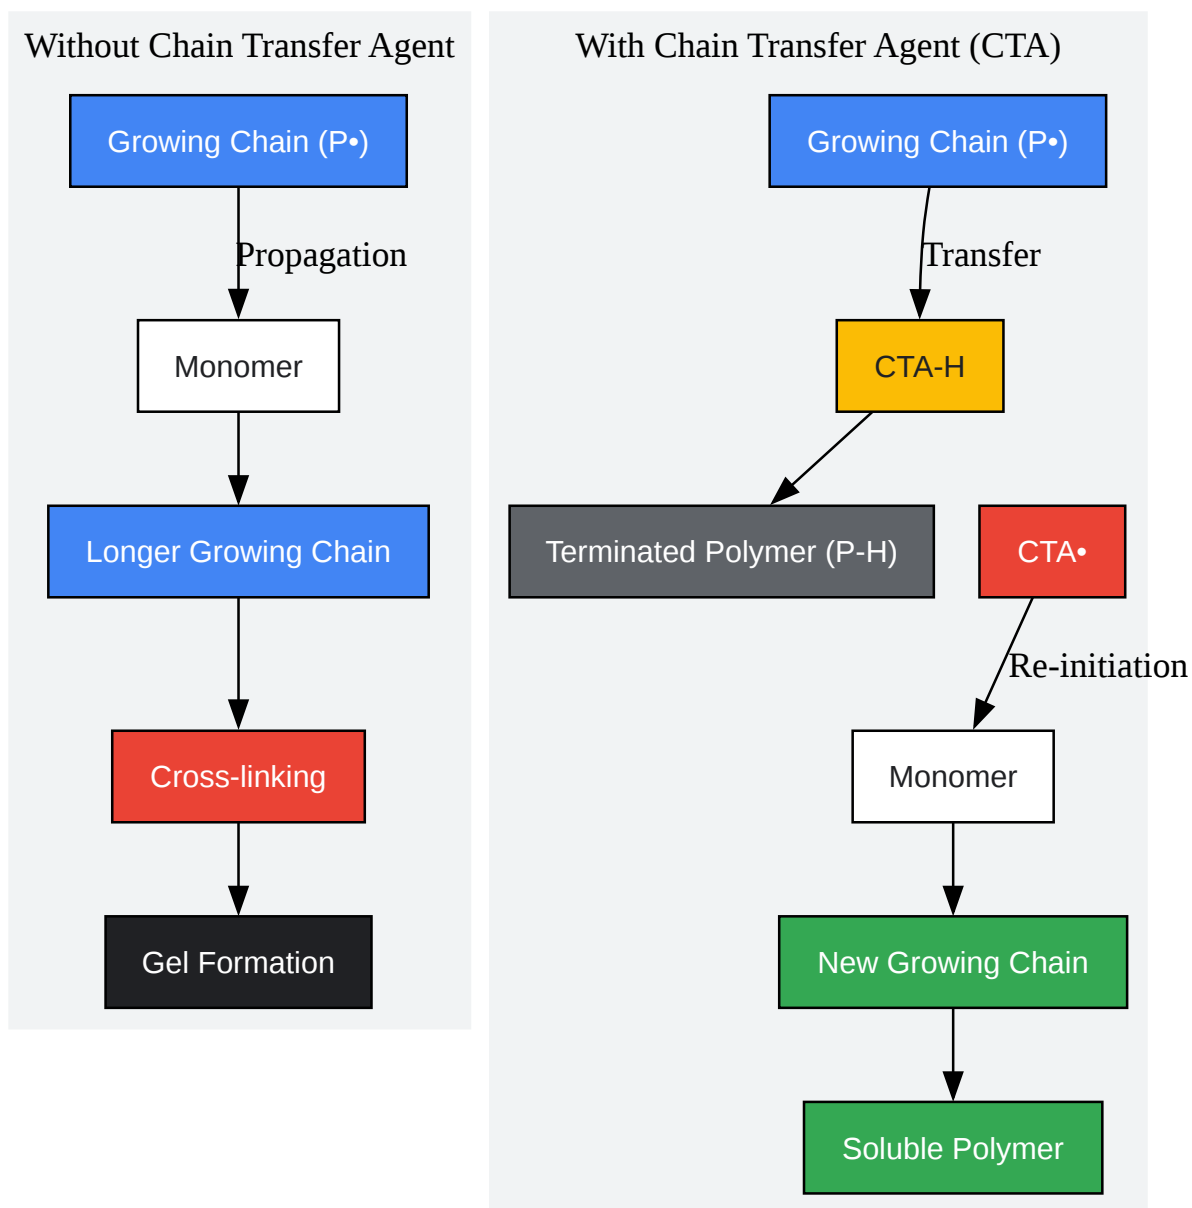 Without Chain Transfer Agent
Growing Chain (P•)
Propagation
Monomer
Longer Growing Chain
Cross-linking
Gel Formation
With Chain Transfer Agent (CTA)
Growing Chain (P•)
Transfer
CTA-H
Terminated Polymer (P-H)
CTA•
Re-initiation
Monomer
New Growing Chain
Soluble Polymer